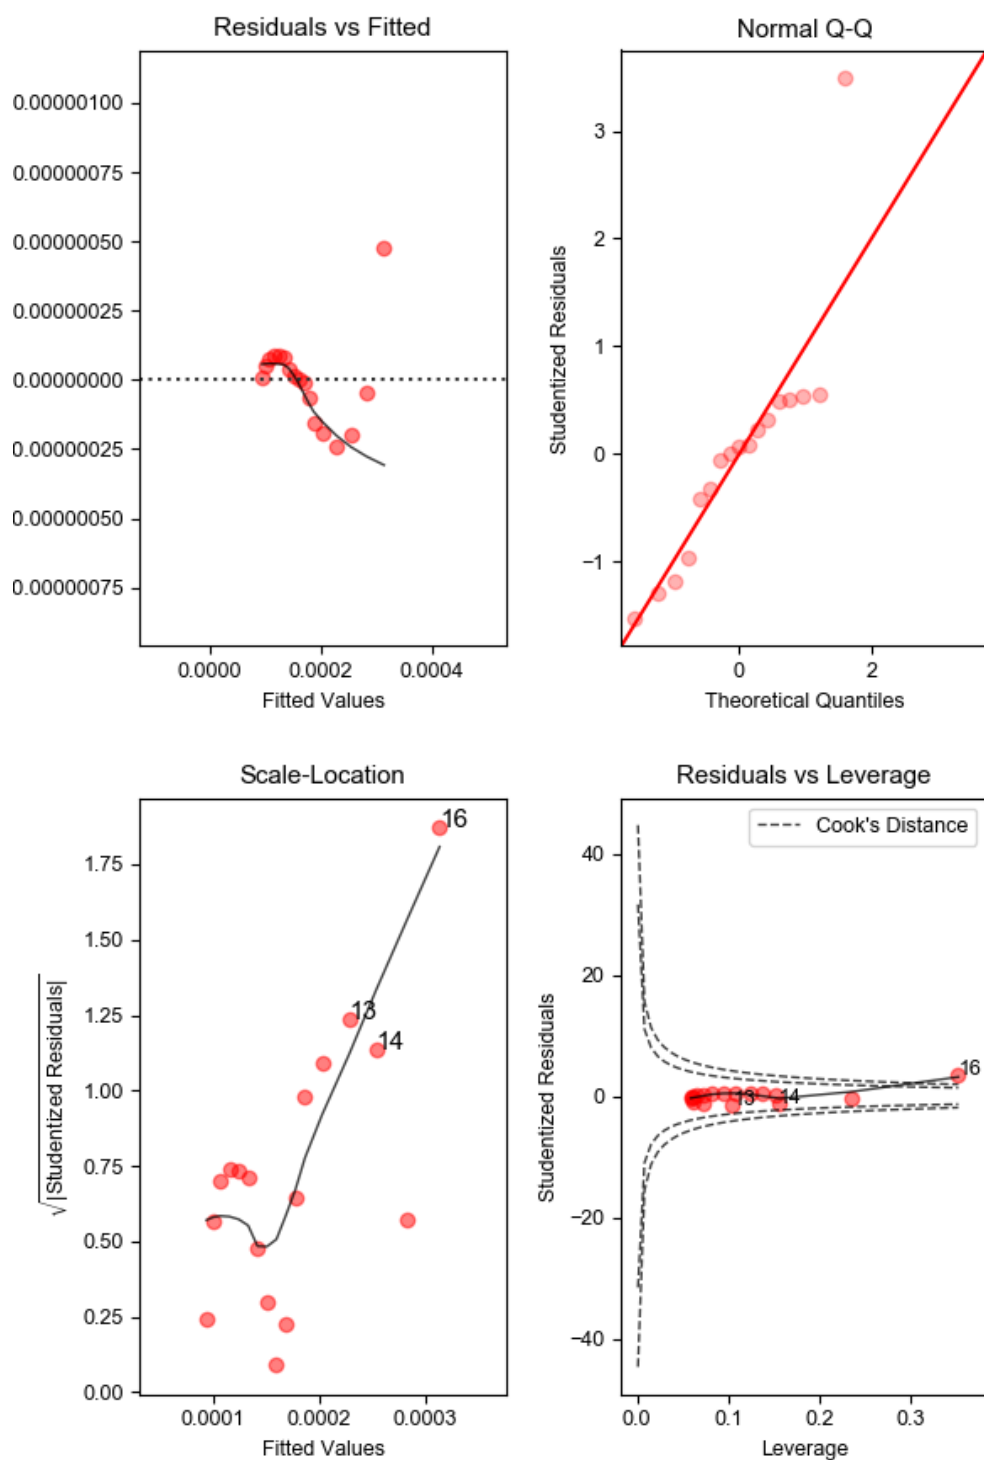 Residuals vs Fitted
0.00000100
0.00000075
0.00000050
0.00000025
0.00000000
0.00000025
0.00000050
0.00000075
0.0000 0.0002 0.0004
Fitted Values
Normal Q-Q
Studentized Residuals
3
2
1
0
−1
0 2
Theoretical Quantiles
Scale-Location
√|Studentized Residuals|
1.75
1.50
1.25
1.00
0.75
0.50
0.25
0.00
16
13
14
0.0001 0.0002 0.0003
Fitted Values
Residuals vs Leverage
Cook's Distance
Studentized Residuals
40
20
0
−20
−40
16
13
14
0.0 0.1 0.2 0.3
Leverage